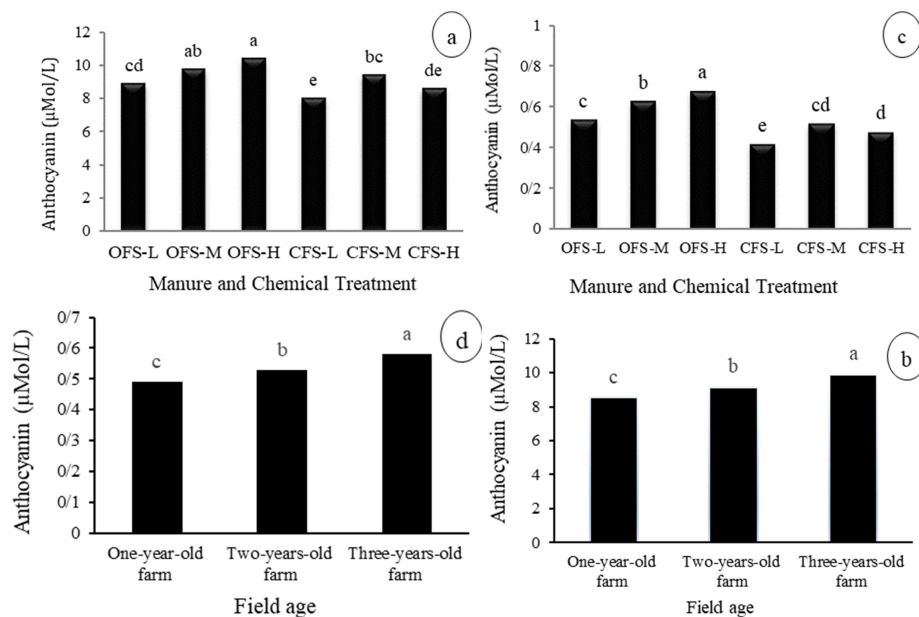 a
Anthocyanin (μMol/L)
12
10
8
6
4
2
0
cd
ab
a
e
bc
de
OFS-L OFS-M OFS-H CFS-L CFS-M CFS-H
Manure and Chemical Treatment
c
Anthocyanin (μMol/L)
1
0/8
0/6
0/4
0/2
0
c
b
a
e
cd
d
OFS-L OFS-M OFS-H CFS-L CFS-M CFS-H
Manure and Chemical Treatment
d
Anthocyanin (μMol/L)
0/7
0/6
0/5
0/4
0/3
0/2
0/1
0
c
b
a
One-year-old Two-years-old Three-years-old
farm farm farm
Field age
b
Anthocyanin (μMol/L)
12
10
8
6
4
2
0
c
b
a
One-year-old Two-years-old Three-years-old
farm farm farm
Field age